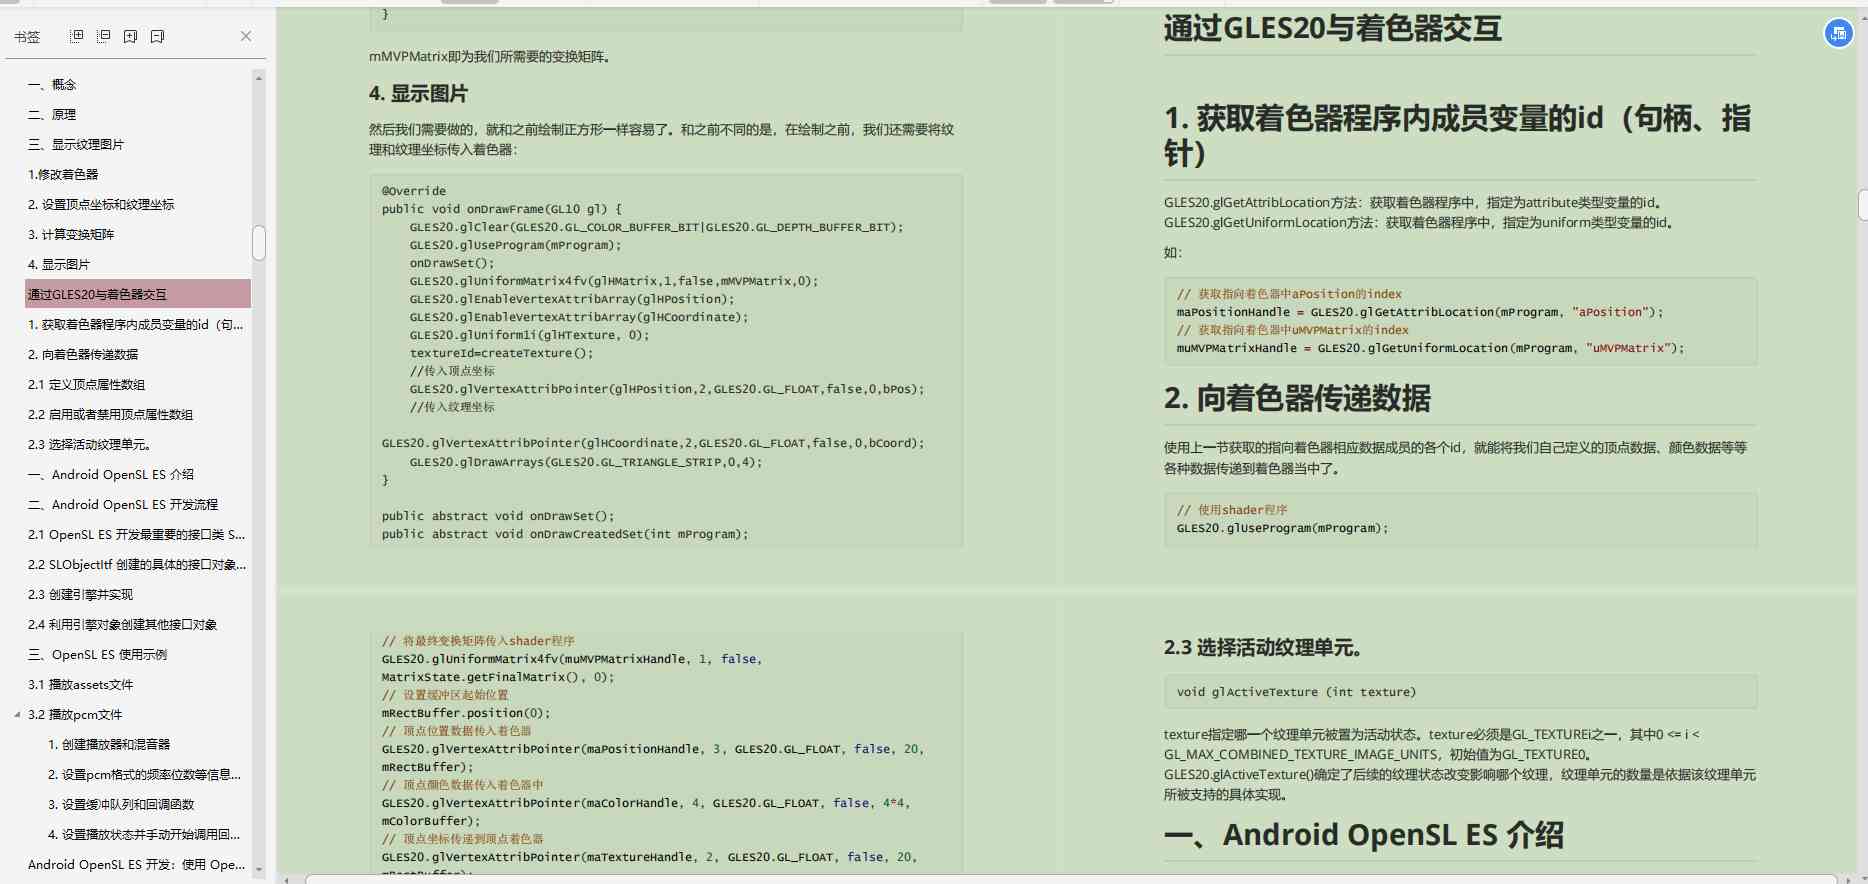 书签
一、概念
二、原理
三、显示纹理图片
1.修改着色器
2. 设置顶点坐标和纹理坐标
3. 计算变换矩阵
4. 显示图片
通过GLES20与着色器交互
1. 获取着色器程序内成员变量的id（句...
2. 向着色器传递数据
2.1 定义顶点属性数组
2.2 启用或者禁用顶点属性数组
2.3 选择活动纹理单元。
一、Android OpenSL ES 介绍
二、Android OpenSL ES 开发流程
2.1 OpenSL ES 开发最重要的接口类 S...
2.2 SLObjectItf 创建的具体的接口对象...
2.3 创建引擎并实现
2.4 利用引擎对象创建其他接口对象
三、OpenSL ES 使用示例
3.1 播放assets文件
3.2 播放pcm文件
1. 创建播放器和混音器
2. 设置pcm格式的频率位数等信息...
3. 设置缓冲队列和回调函数
4. 设置播放状态并手动开始调用回...
Android OpenSL ES 开发：使用 Ope...
}
mMVPMatrix即为我们所需要的变换矩阵。
4. 显示图片
然后我们需要做的，就和之前绘制正方形一样容易了。和之前不同的是，在绘制之前，我们还需要将纹
理和纹理坐标传入着色器：
@Override
public void onDrawFrame(GL10 gl) {
GLES20.glClear(GLES20.GL_COLOR_BUFFER_BIT|GLES20.GL_DEPTH_BUFFER_BIT);
GLES20.glUseProgram(mProgram);
onDrawSet();
GLES20.glUniformMatrix4fv(glHMatrix,1,false,mMVPMatrix,0);
GLES20.glEnableVertexAttribArray(glHPosition);
GLES20.glEnableVertexAttribArray(glHCoordinate);
GLES20.glUniform1i(glHTexture, 0);
textureId=createTexture();
//传入顶点坐标
GLES20.glVertexAttribPointer(glHPosition,2,GLES20.GL_FLOAT,false,0,bPos);
//传入纹理坐标
GLES20.glVertexAttribPointer(glHCoordinate,2,GLES20.GL_FLOAT,false,0,bCoord);
GLES20.glDrawArrays(GLES20.GL_TRIANGLE_STRIP,0,4);
}
public abstract void onDrawSet();
public abstract void onDrawCreatedSet(int mProgram);
通过GLES20与着色器交互
1. 获取着色器程序内成员变量的id（句柄、指
针）
GLES20.glGetAttribLocation方法：获取着色器程序中，指定为attribute类型变量的id。
GLES20.glGetUniformLocation方法：获取着色器程序中，指定为uniform类型变量的id。
如：
// 获取指向着色器中aPosition的index
maPositionHandle = GLES20.glGetAttribLocation(mProgram, "aPosition");
// 获取指向着色器中uMVPMatrix的index
muMVPMatrixHandle = GLES20.glGetUniformLocation(mProgram, "uMVPMatrix");
2. 向着色器传递数据
使用上一节获取的指向着色器相应数据成员的各个id，就能将我们自己定义的顶点数据、颜色数据等等
各种数据传递到着色器当中了。
// 使用shader程序
GLES20.glUseProgram(mProgram);
// 将最终变换矩阵传入shader程序
GLES20.glUniformMatrix4fv(muMVPMatrixHandle, 1, false,
MatrixState.getFinalMatrix(), 0);
// 设置缓冲区起始位置
mRectBuffer.position(0);
// 顶点位置数据传入着色器
GLES20.glVertexAttribPointer(maPositionHandle, 3, GLES20.GL_FLOAT, false, 20,
mRectBuffer);
// 顶点颜色数据传入着色器中
GLES20.glVertexAttribPointer(maColorHandle, 4, GLES20.GL_FLOAT, false, 4*4,
mColorBuffer);
// 顶点坐标传递到顶点着色器
GLES20.glVertexAttribPointer(maTextureHandle, 2, GLES20.GL_FLOAT, false, 20,
mRectBuffer);
2.3 选择活动纹理单元。
void glActiveTexture (int texture)
texture指定哪一个纹理单元被置为活动状态。texture必须是GL_TEXTUREi之一，其中0 <= i <
GL_MAX_COMBINED_TEXTURE_IMAGE_UNITS，初始值为GL_TEXTURE0。
GLES20.glActiveTexture()确定了后续的纹理状态改变影响哪个纹理，纹理单元的数量是依据该纹理单元
所被支持的具体实现。
一、Android OpenSL ES 介绍